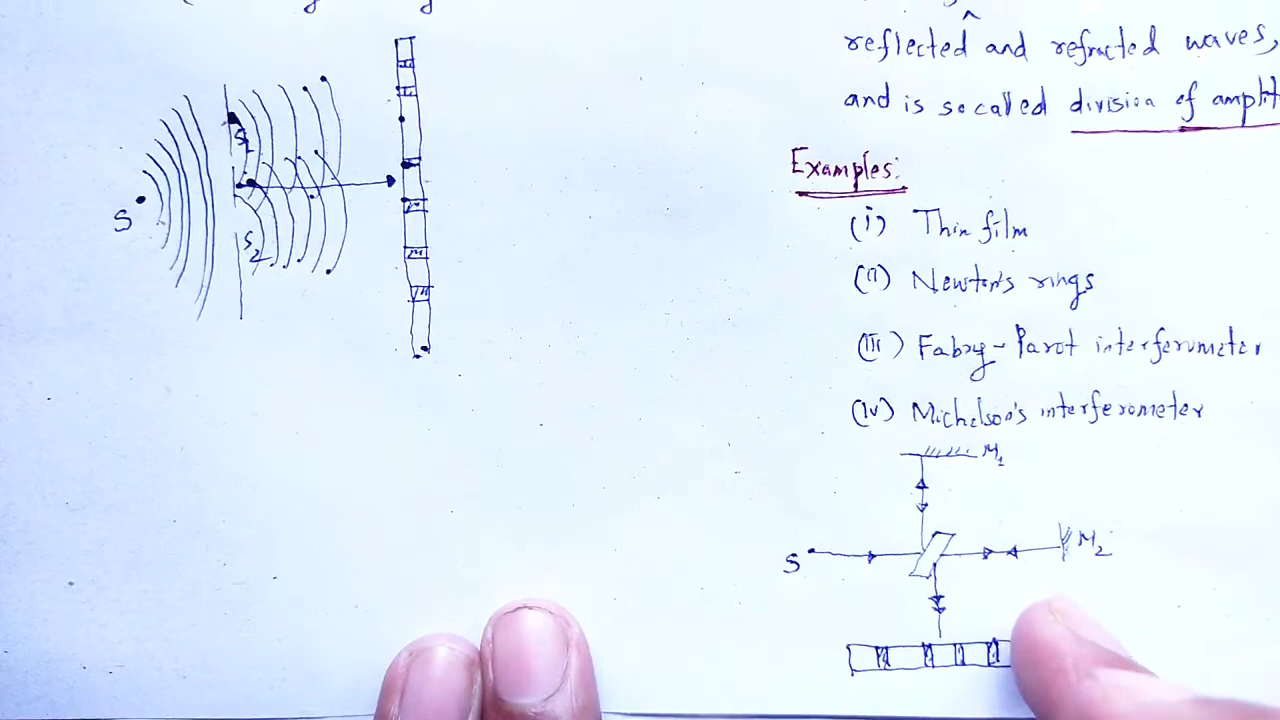 S
S1
S2
reflected ^ and refracted waves,
and is so called division of amplit
Examples:
(i) Thin film
(ii) Newton's rings
(iii) Fabry-Parot interferometer
(iv) Michelson's interferometer
M1
S
M2